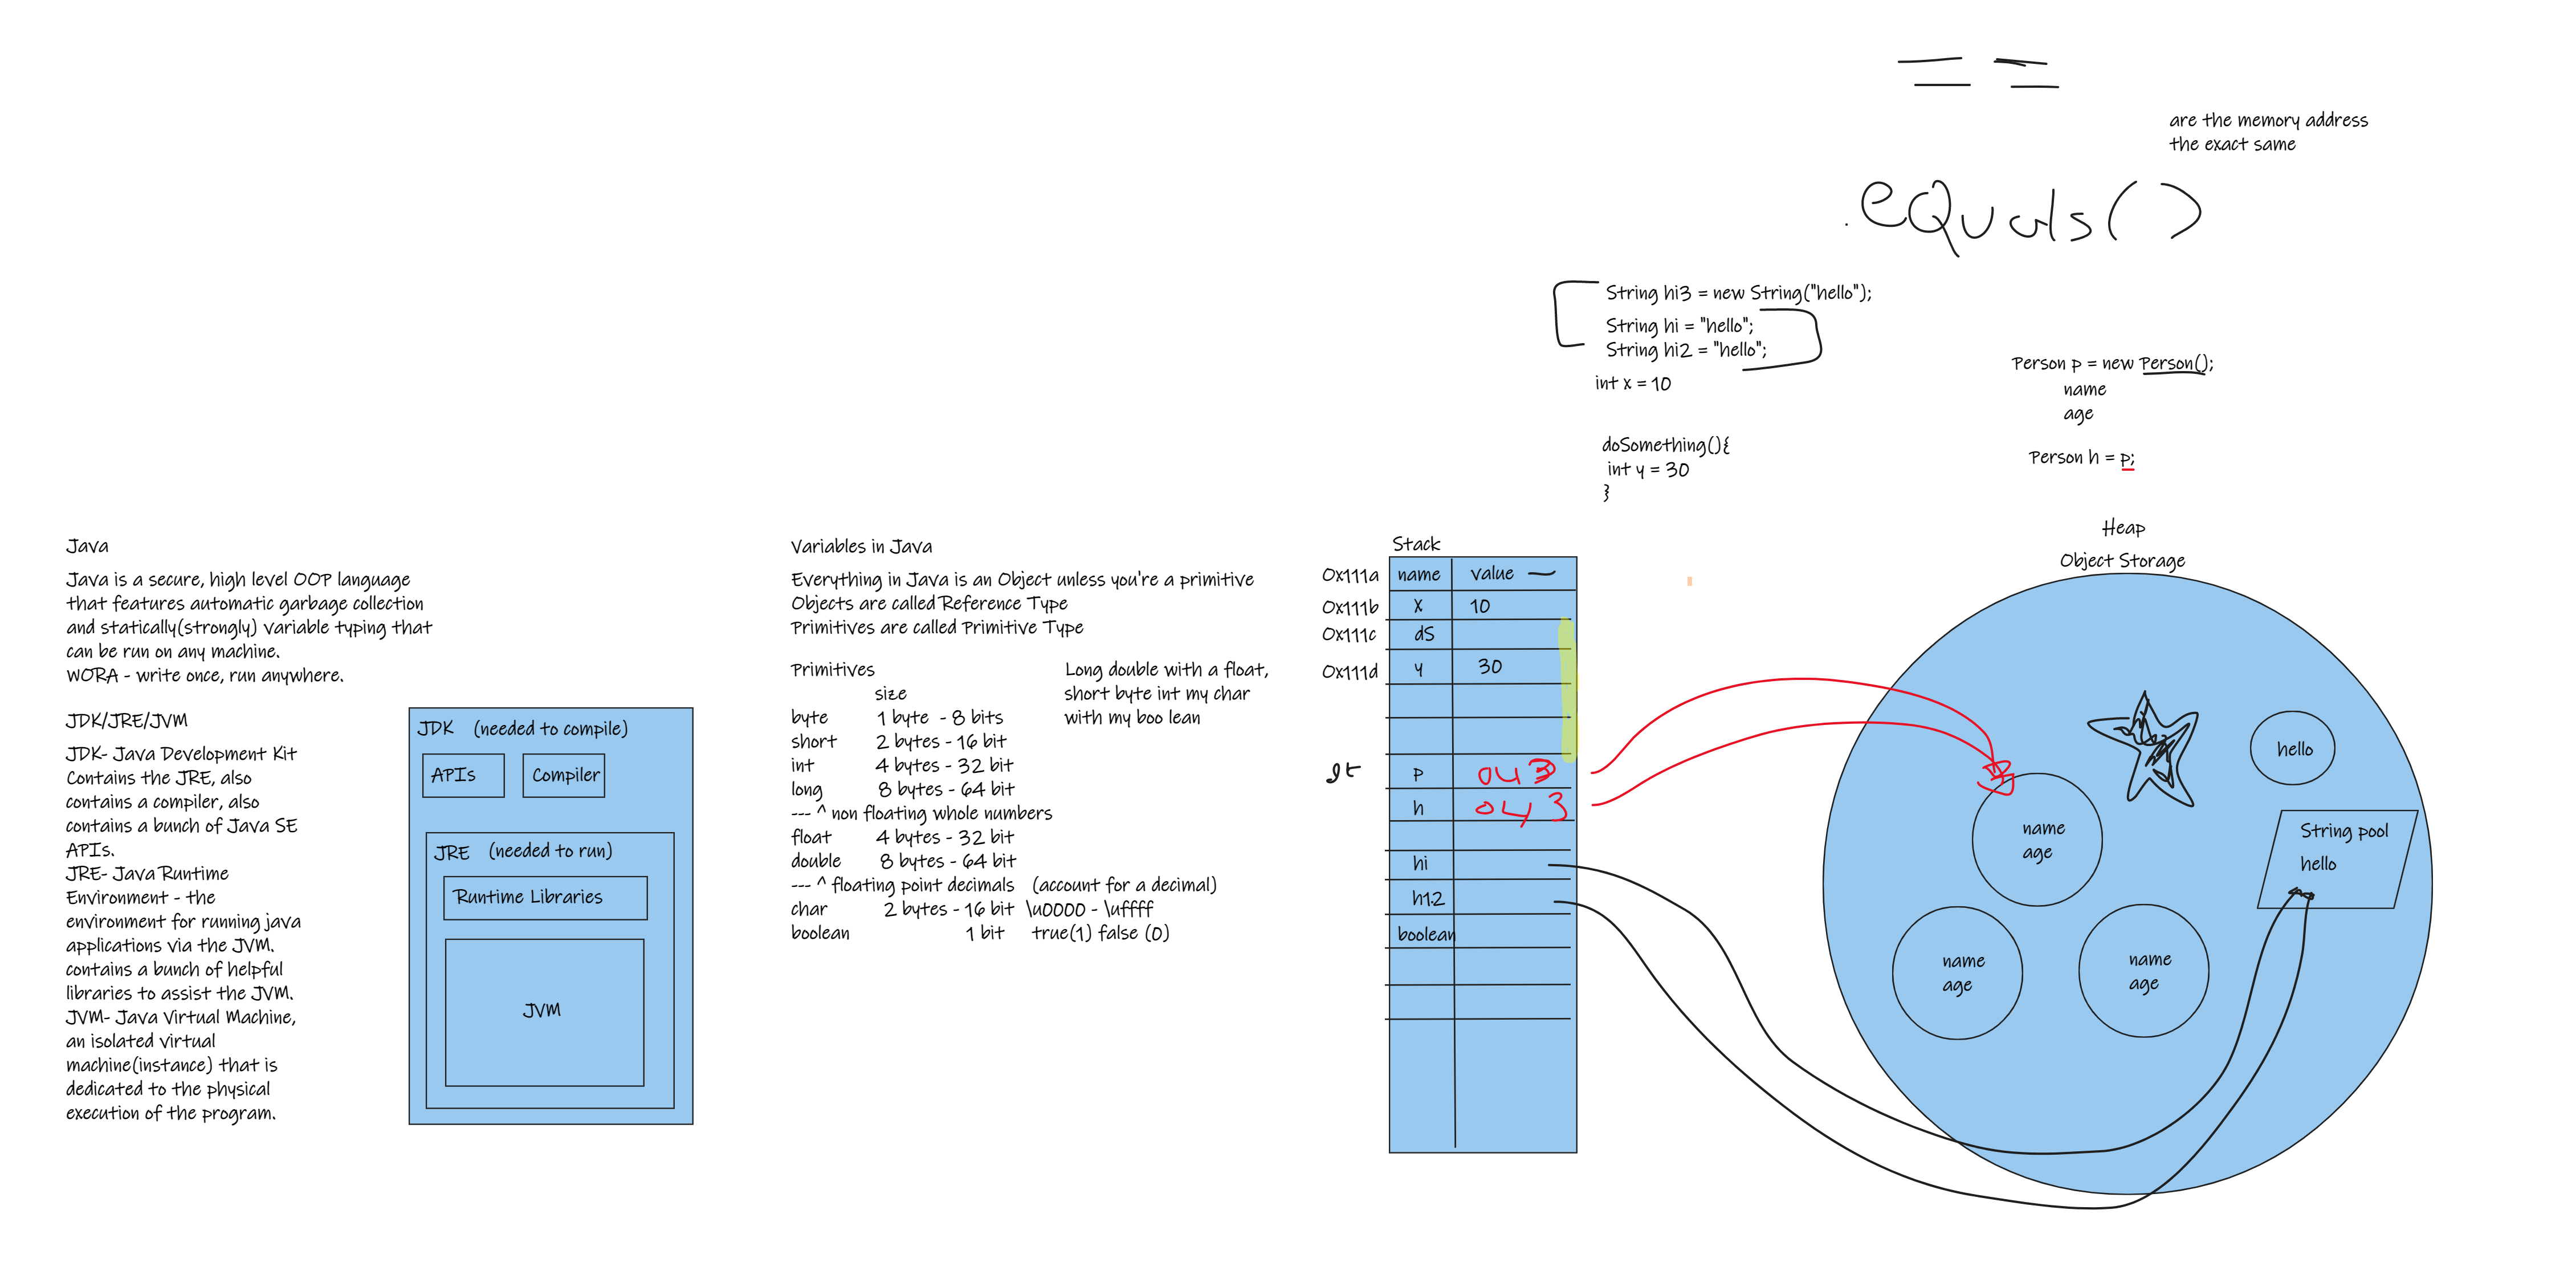 ==
are the memory address
the exact same
.eQuals()
String hi3 = new String("hello");
String hi = "hello";
String hi2 = "hello";
int x = 10
doSomething(){
int y = 30
}
Person p = new Person();
name
age
Person h = p;
Java
Java is a secure, high level OOP language
that features automatic garbage collection
and statically(strongly) variable typing that
can be run on any machine.
WORA - write once, run anywhere.
JDK/JRE/JVM
JDK- Java Development Kit
Contains the JRE, also
contains a compiler, also
contains a bunch of Java SE
APIs.
JRE- Java Runtime
Environment - the
environment for running java
applications via the JVM.
contains a bunch of helpful
libraries to assist the JVM.
JVM- Java Virtual Machine,
an isolated virtual
machine(instance) that is
dedicated to the physical
execution of the program.
JDK (needed to compile)
APIs
Compiler
JRE (needed to run)
Runtime Libraries
JVM
Variables in Java
Everything in Java is an Object unless you're a primitive
Objects are called Reference Type
Primitives are called Primitive Type
Primitives
size
byte 1 byte - 8 bits
short 2 bytes - 16 bit
int 4 bytes - 32 bit
long 8 bytes - 64 bit
--- ^ non floating whole numbers
float 4 bytes - 32 bit
double 8 bytes - 64 bit
--- ^ floating point decimals (account for a decimal)
char 2 bytes - 16 bit \u0000 - \uffff
boolean 1 bit true(1) false (0)
Long double with a float,
short byte int my char
with my boo lean
Stack
0x111a name value
0x111b x 10
0x111c dS
0x111d y 30
p 043
h 043
hi
hi2
boolean
Heap
Object Storage
hello
String pool
hello
name
age
name
age
name
age